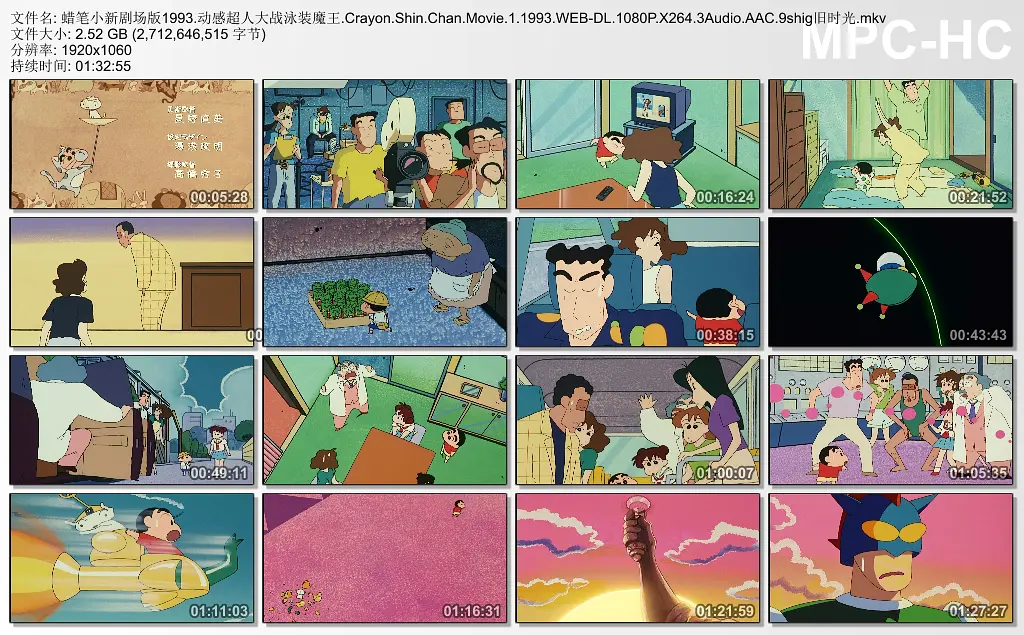 文件名: 蜡笔小新剧场版1993.动感超人大战泳装魔王.Crayon.Shin.Chan.Movie.1.1993.WEB-DL.1080P.X264.3Audio.AAC.9shig旧时光.mkv
文件大小: 2.52 GB (2,712,646,515 字节)
分辨率: 1920x1060
持续时间: 01:32:55
MPC-HC
00:05:28
00:16:24
00:21:52
00
00:38:15
00:43:43
00:49:11
01:00:07
01:05:35
01:11:03
01:16:31
01:21:59
01:27:27